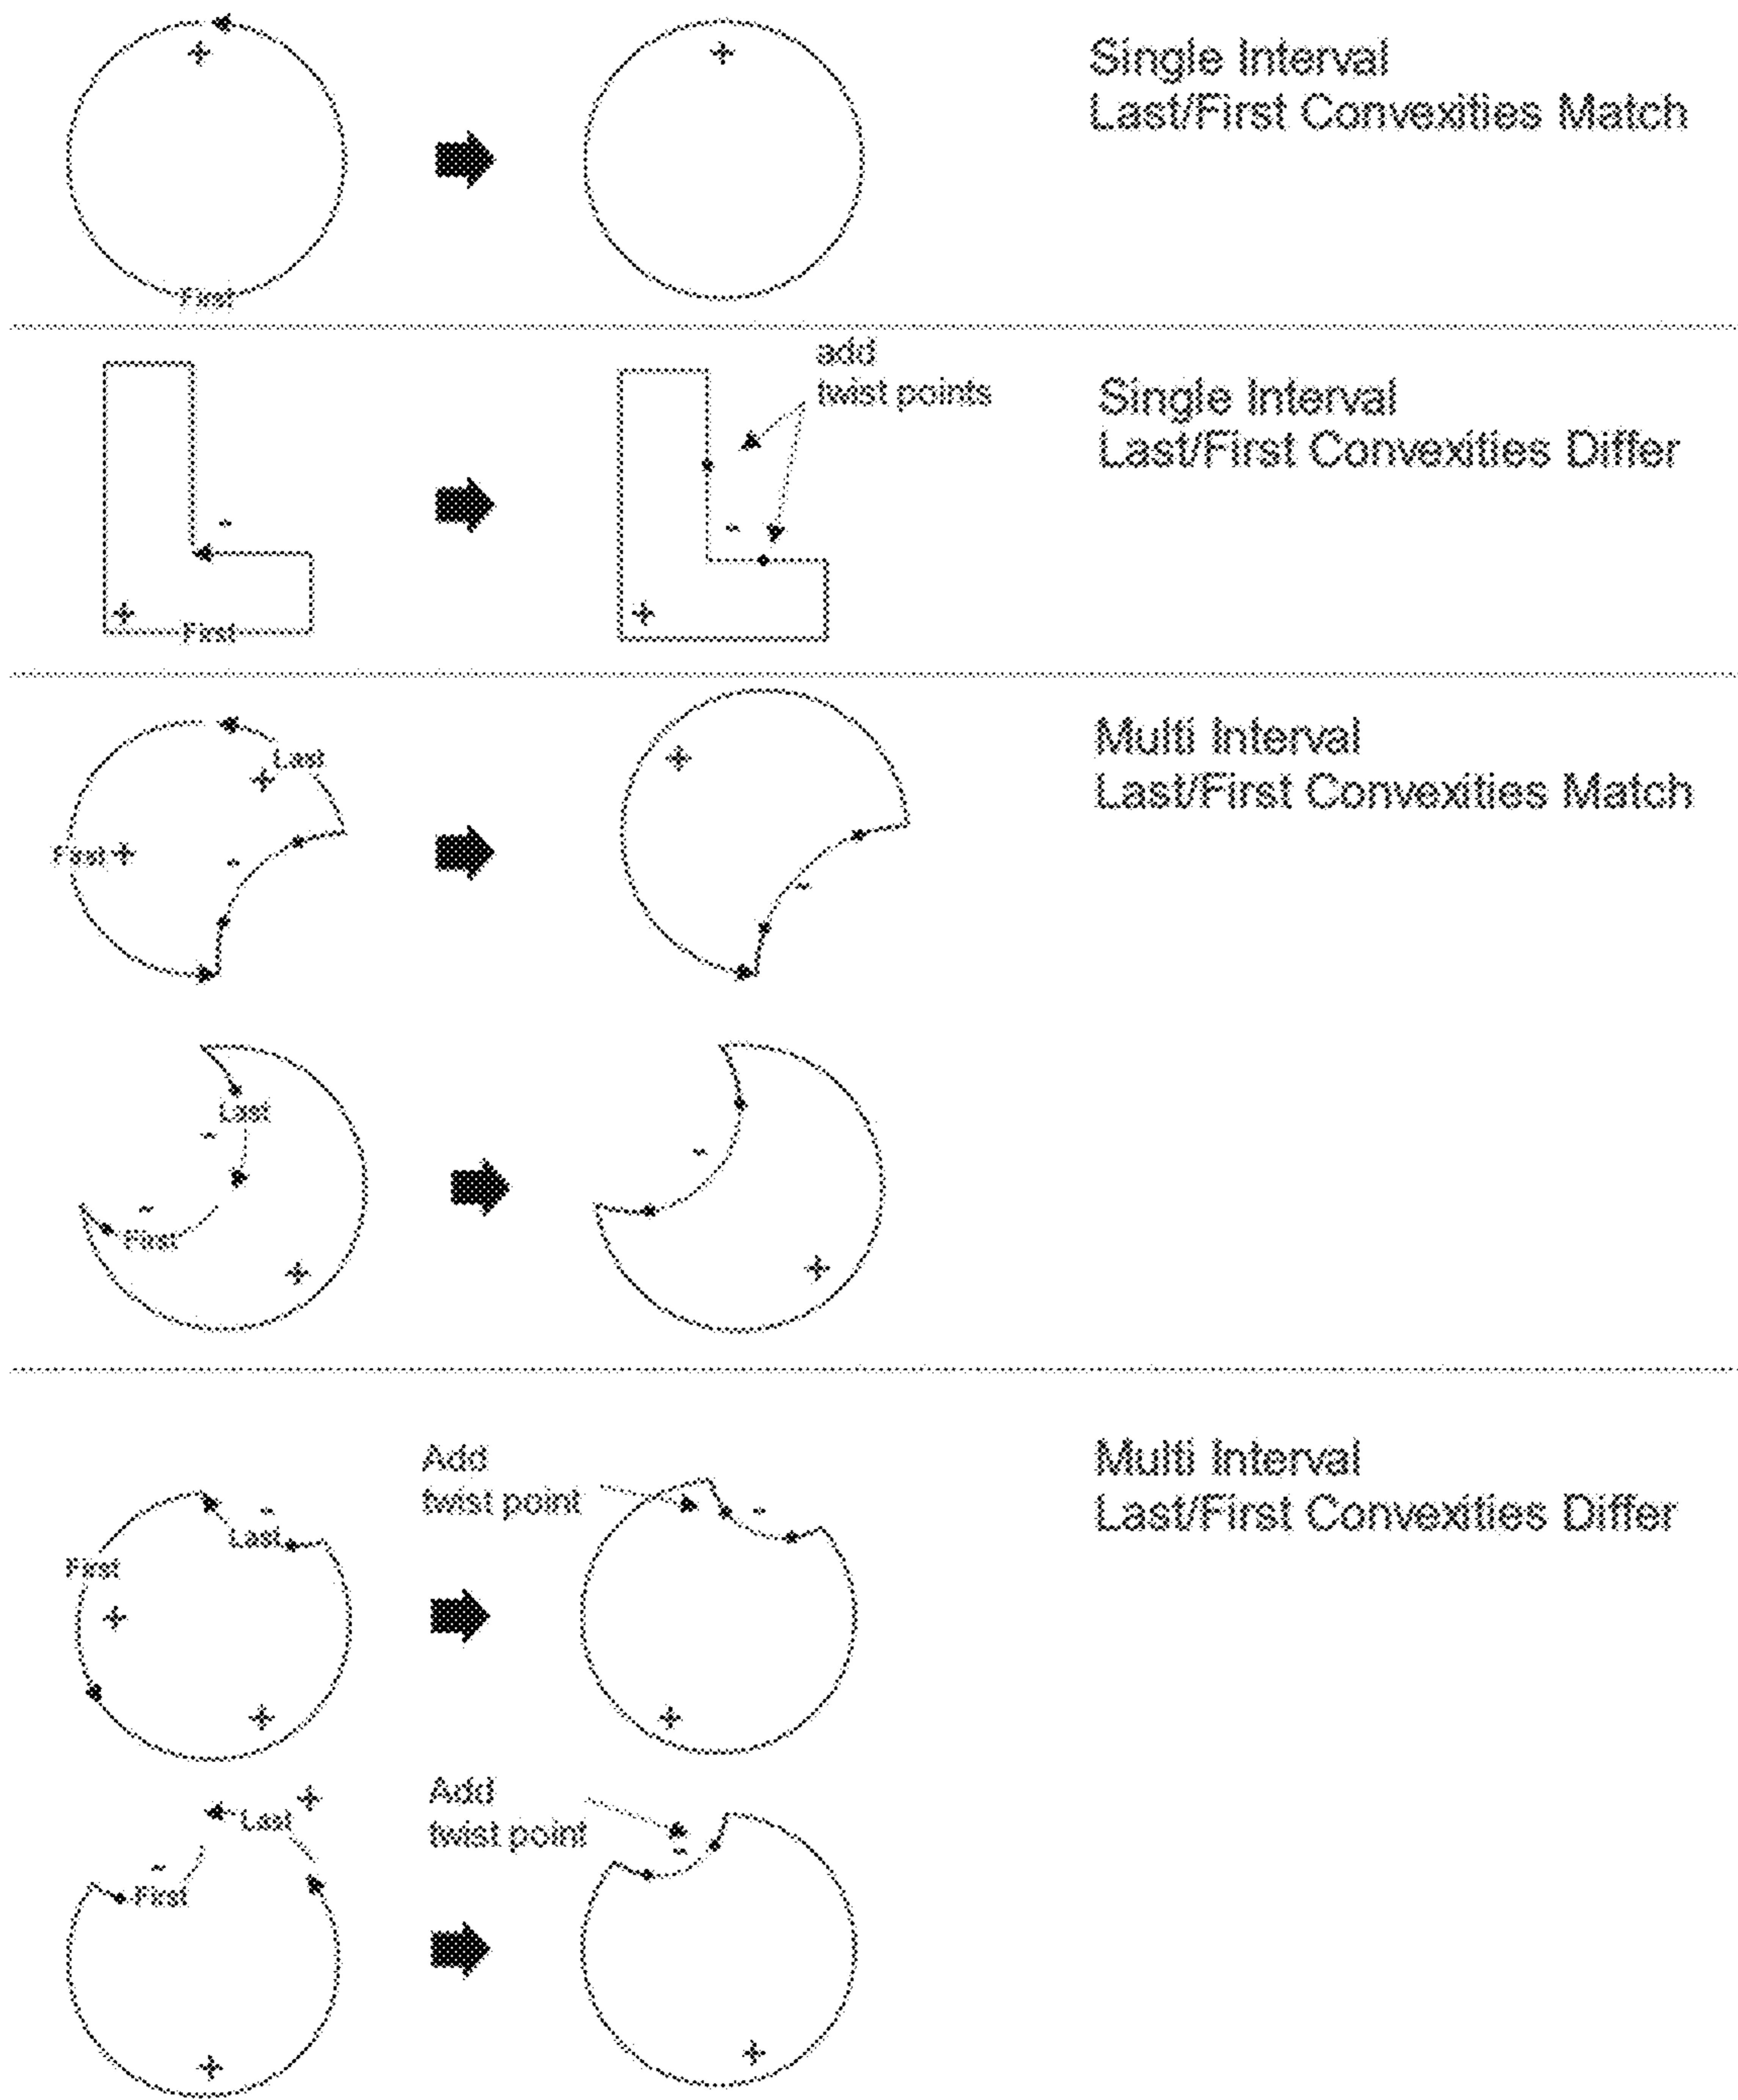 Single Interval
Last/First Convexities Match
+
+
First
add
twist points
Single Interval
Last/First Convexities Differ
-
-
+
+
First
Multi Interval
Last/First Convexities Match
Last
+
+
First +
-
-
Last
-
-
-
First
+
+
Multi Interval
Last/First Convexities Differ
Add
twist point
-
-
Last
First
+
+
+
Add
twist point
+
Last
-
-
First
+
+